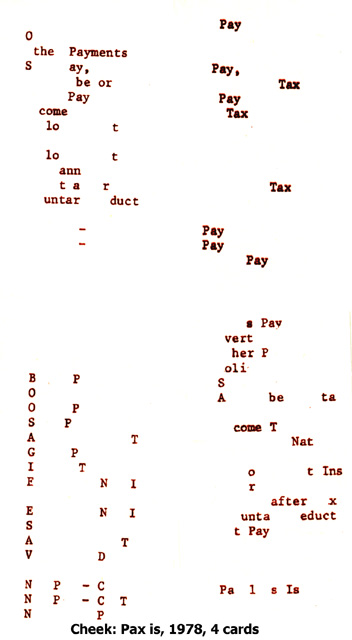 Pay
O
the Payments
S ay, Pay,
be or Tax
Pay Pay
come Tax
lo t
lo t
ann
t a r Tax
untar duct
- Pay
- Pay
Pay
s Pay
vert
her P
oli
B P S
O A be ta
O P
S P come T
A T Nat
G P
I T o t Ins
F N I r
after x
E N I unta educt
S t Pay
A T
V D
N P - C Pa l s Is
N P - C T
N P
Cheek: Pax is, 1978, 4 cards